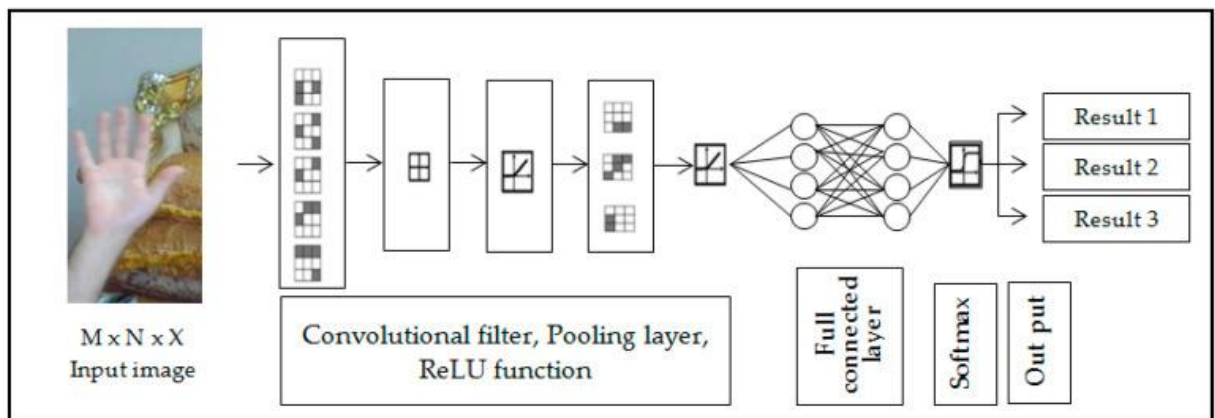 Result 1
Result 2
Result 3
M x N x X
Input image
Convolutional filter, Pooling layer,
ReLU function
Full
connected
layer
Softmax
Out put